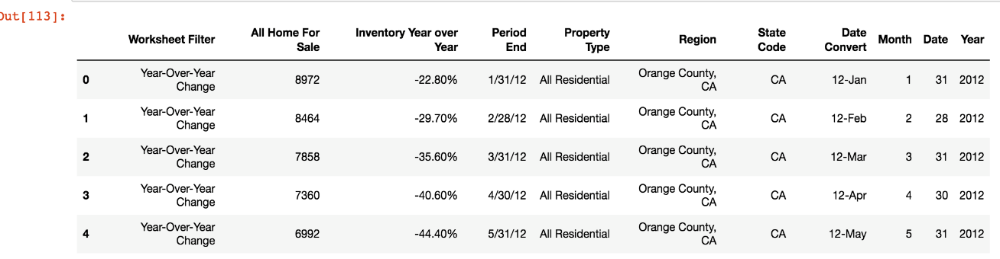 Out[113]:
Worksheet Filter All Home For Sale Inventory Year over Year Period End Property Type Region State Code Date Convert Month Date Year
0 Year-Over-Year Change 8972 -22.80% 1/31/12 All Residential Orange County, CA CA 12-Jan 1 31 2012
1 Year-Over-Year Change 8464 -29.70% 2/28/12 All Residential Orange County, CA CA 12-Feb 2 28 2012
2 Year-Over-Year Change 7858 -35.60% 3/31/12 All Residential Orange County, CA CA 12-Mar 3 31 2012
3 Year-Over-Year Change 7360 -40.60% 4/30/12 All Residential Orange County, CA CA 12-Apr 4 30 2012
4 Year-Over-Year Change 6992 -44.40% 5/31/12 All Residential Orange County, CA CA 12-May 5 31 2012